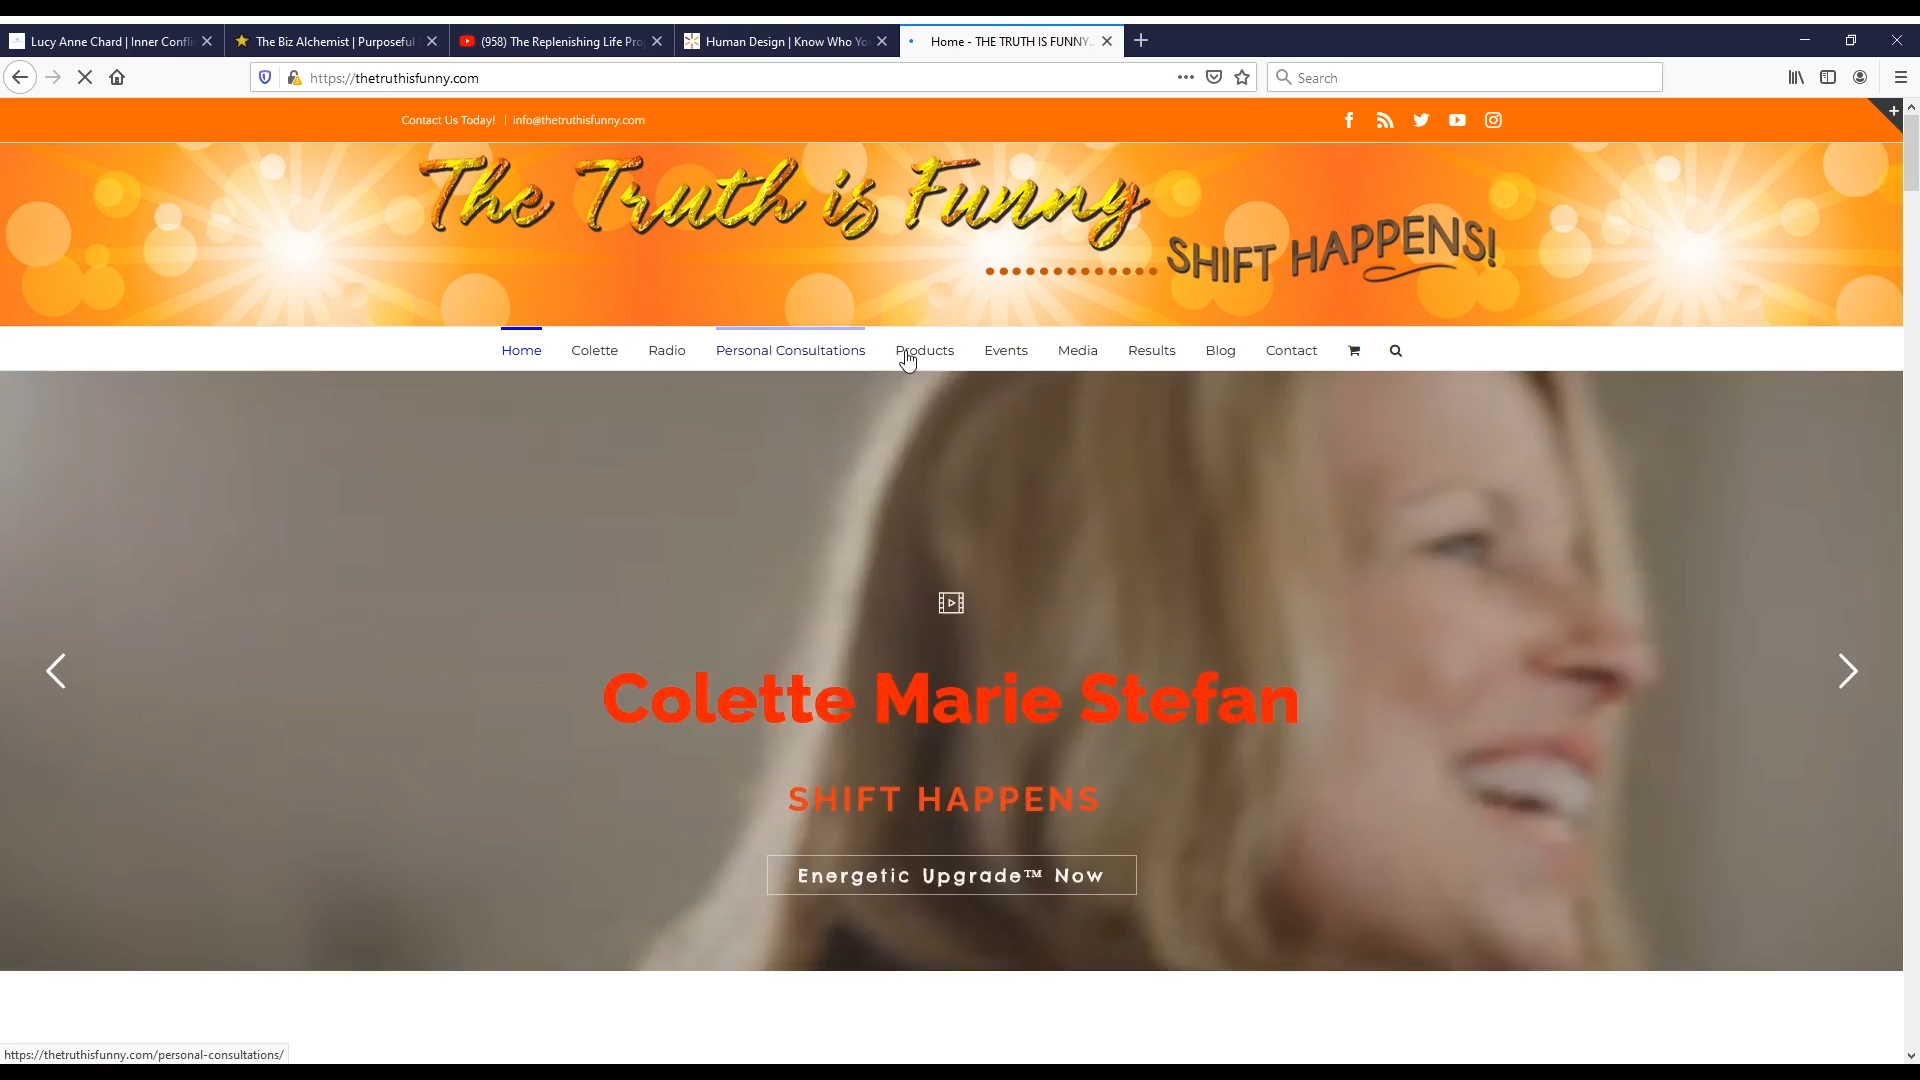 Lucy Anne Chard | Inner Confli
The Biz Alchemist | Purposeful
(958) The Replenishing Life Pro
Human Design | Know Who Yo
Home - THE TRUTH IS FUNNY.
https://thetruthisfunny.com
Search
Contact Us Today! | info@thetruthisfunny.com
The Truth is Funny
SHIFT HAPPENS!
Home Colette Radio Personal Consultations Products Events Media Results Blog Contact
Colette Marie Stefan
SHIFT HAPPENS
Energetic Upgrade™ Now
https://thetruthisfunny.com/personal-consultations/